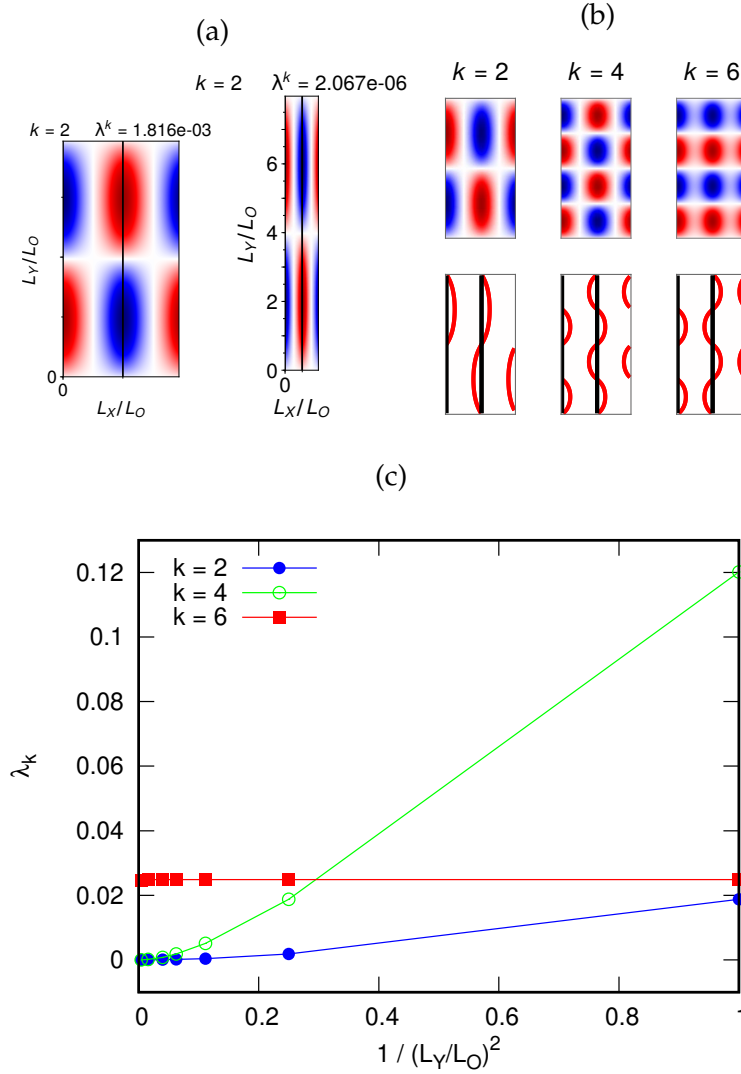 (a)
(b)
k = 2 λ^k = 1.816e-03
L_Y/L_O
0
L_X/L_O
k = 2 λ^k = 2.067e-06
L_Y/L_O
6
4
2
0
0
L_X/L_O
k = 2 k = 4 k = 6
(c)
λ_k
0.12
0.1
0.08
0.06
0.04
0.02
0
k = 2
k = 4
k = 6
0 0.2 0.4 0.6 0.8 1
1 / (L_Y/L_O)^2